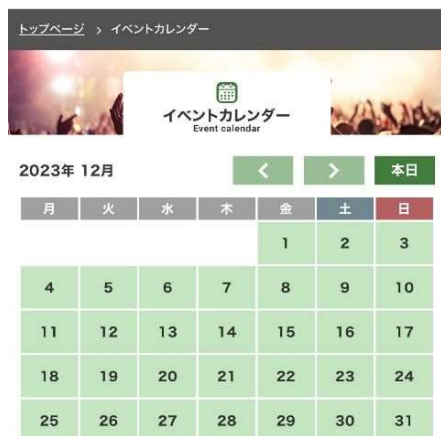 トップページ > イベントカレンダー
イベントカレンダー
Event calendar
2023年 12月 < > 本日
月 火 水 木 金 土 日
1 2 3
4 5 6 7 8 9 10
11 12 13 14 15 16 17
18 19 20 21 22 23 24
25 26 27 28 29 30 31